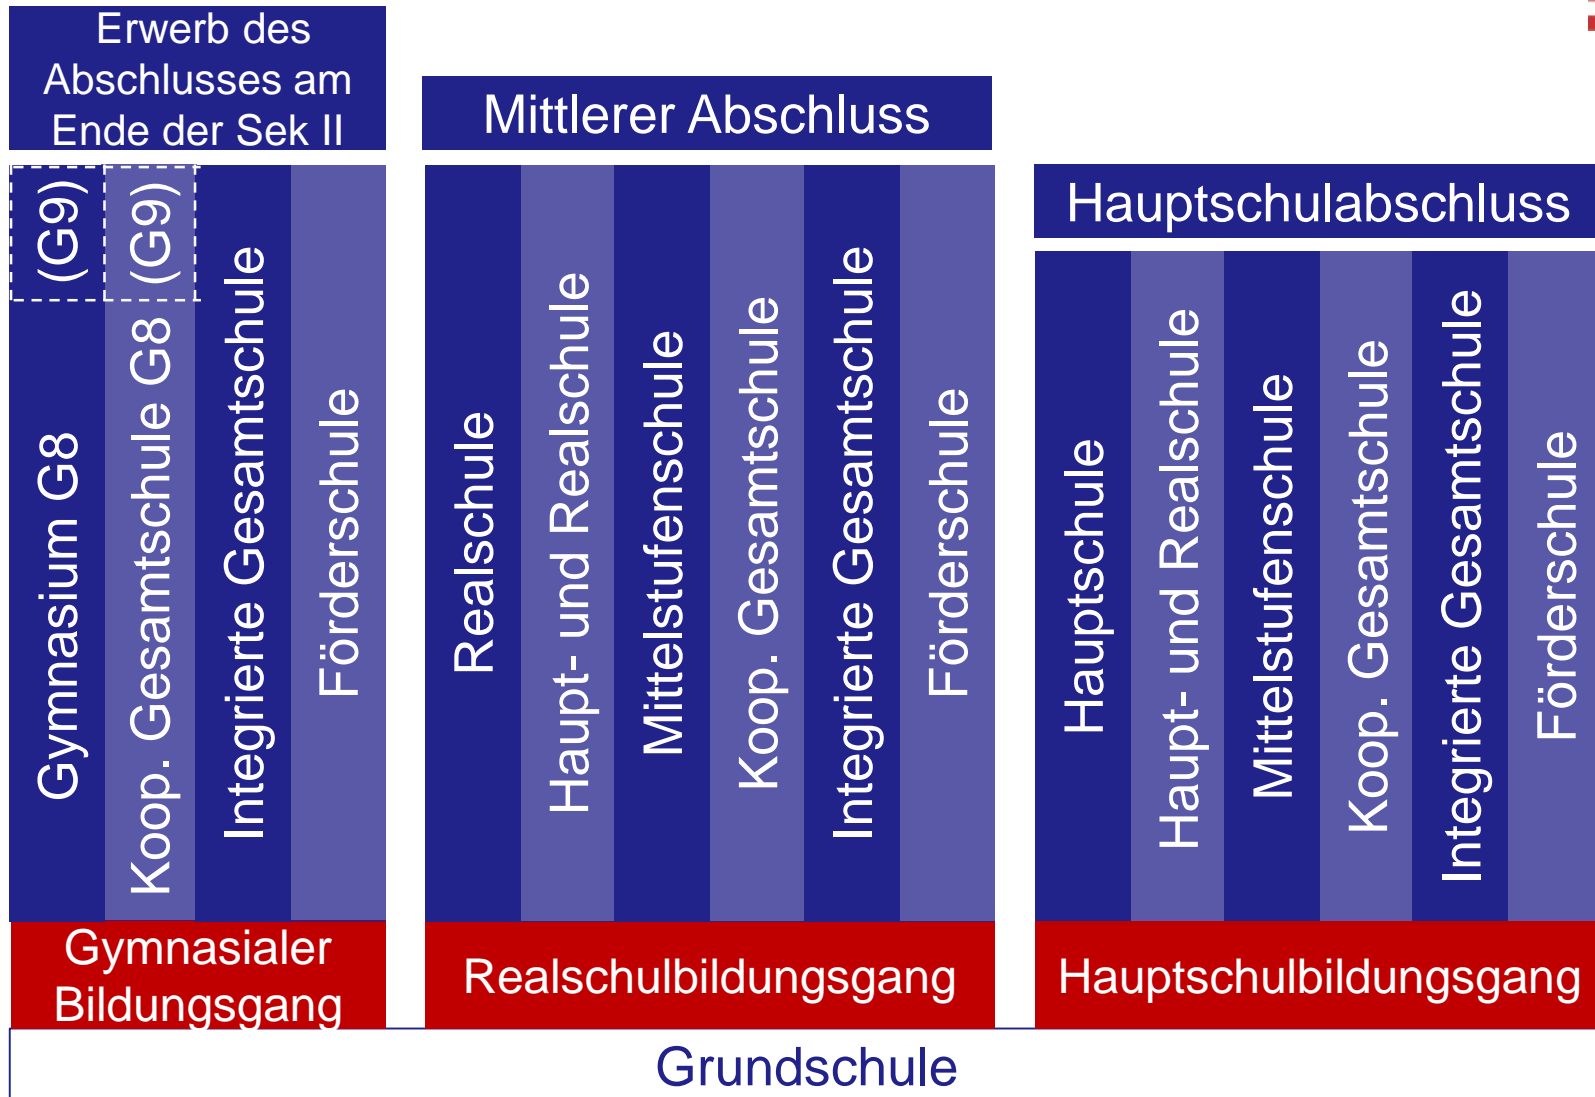 Erwerb des
Abschlusses am
Ende der Sek II
Mittlerer Abschluss
Hauptschulabschluss
(G9)
(G9)
Gymnasium G8
Koop. Gesamtschule G8
Integrierte Gesamtschule
Förderschule
Realschule
Haupt- und Realschule
Mittelstufenschule
Koop. Gesamtschule
Integrierte Gesamtschule
Förderschule
Hauptschule
Haupt- und Realschule
Mittelstufenschule
Koop. Gesamtschule
Integrierte Gesamtschule
Förderschule
Gymnasialer
Bildungsgang
Realschulbildungsgang
Hauptschulbildungsgang
Grundschule